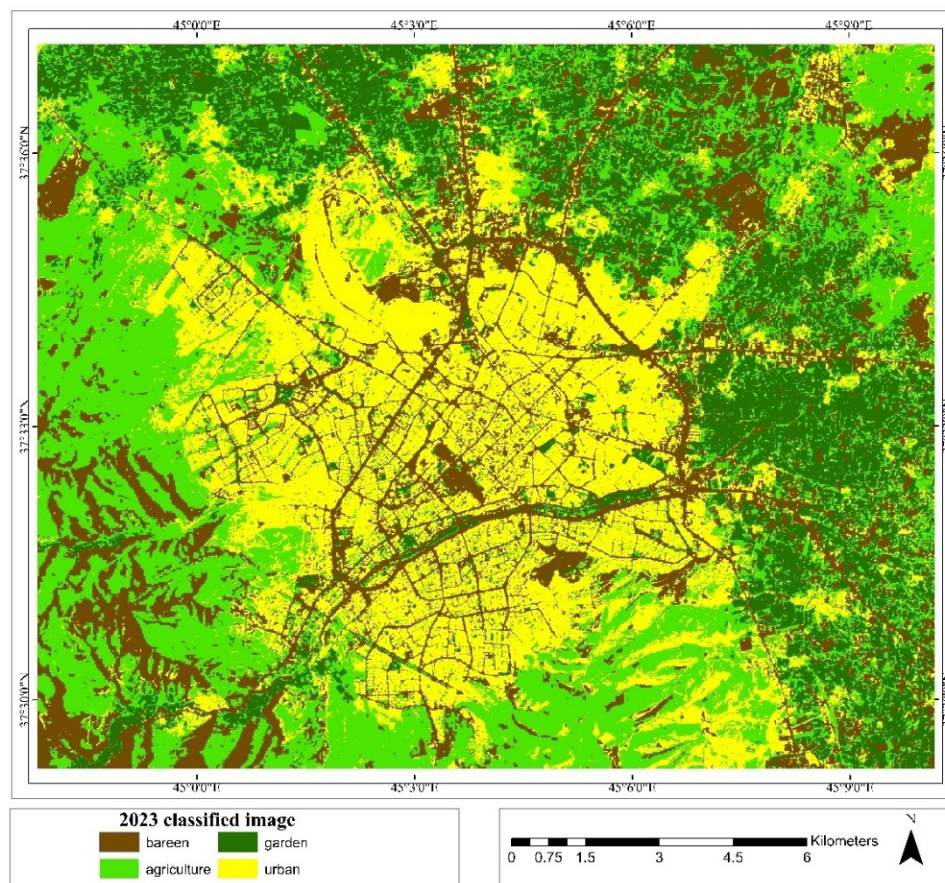 45°0'0"E 45°3'0"E 45°6'0"E 45°9'0"E
37°36'0"N
37°33'0"N
37°30'0"N
45°0'0"E 45°3'0"E 45°6'0"E 45°9'0"E
2023 classified image
bareen garden
agriculture urban
N
Kilometers
0 0.75 1.5 3 4.5 6